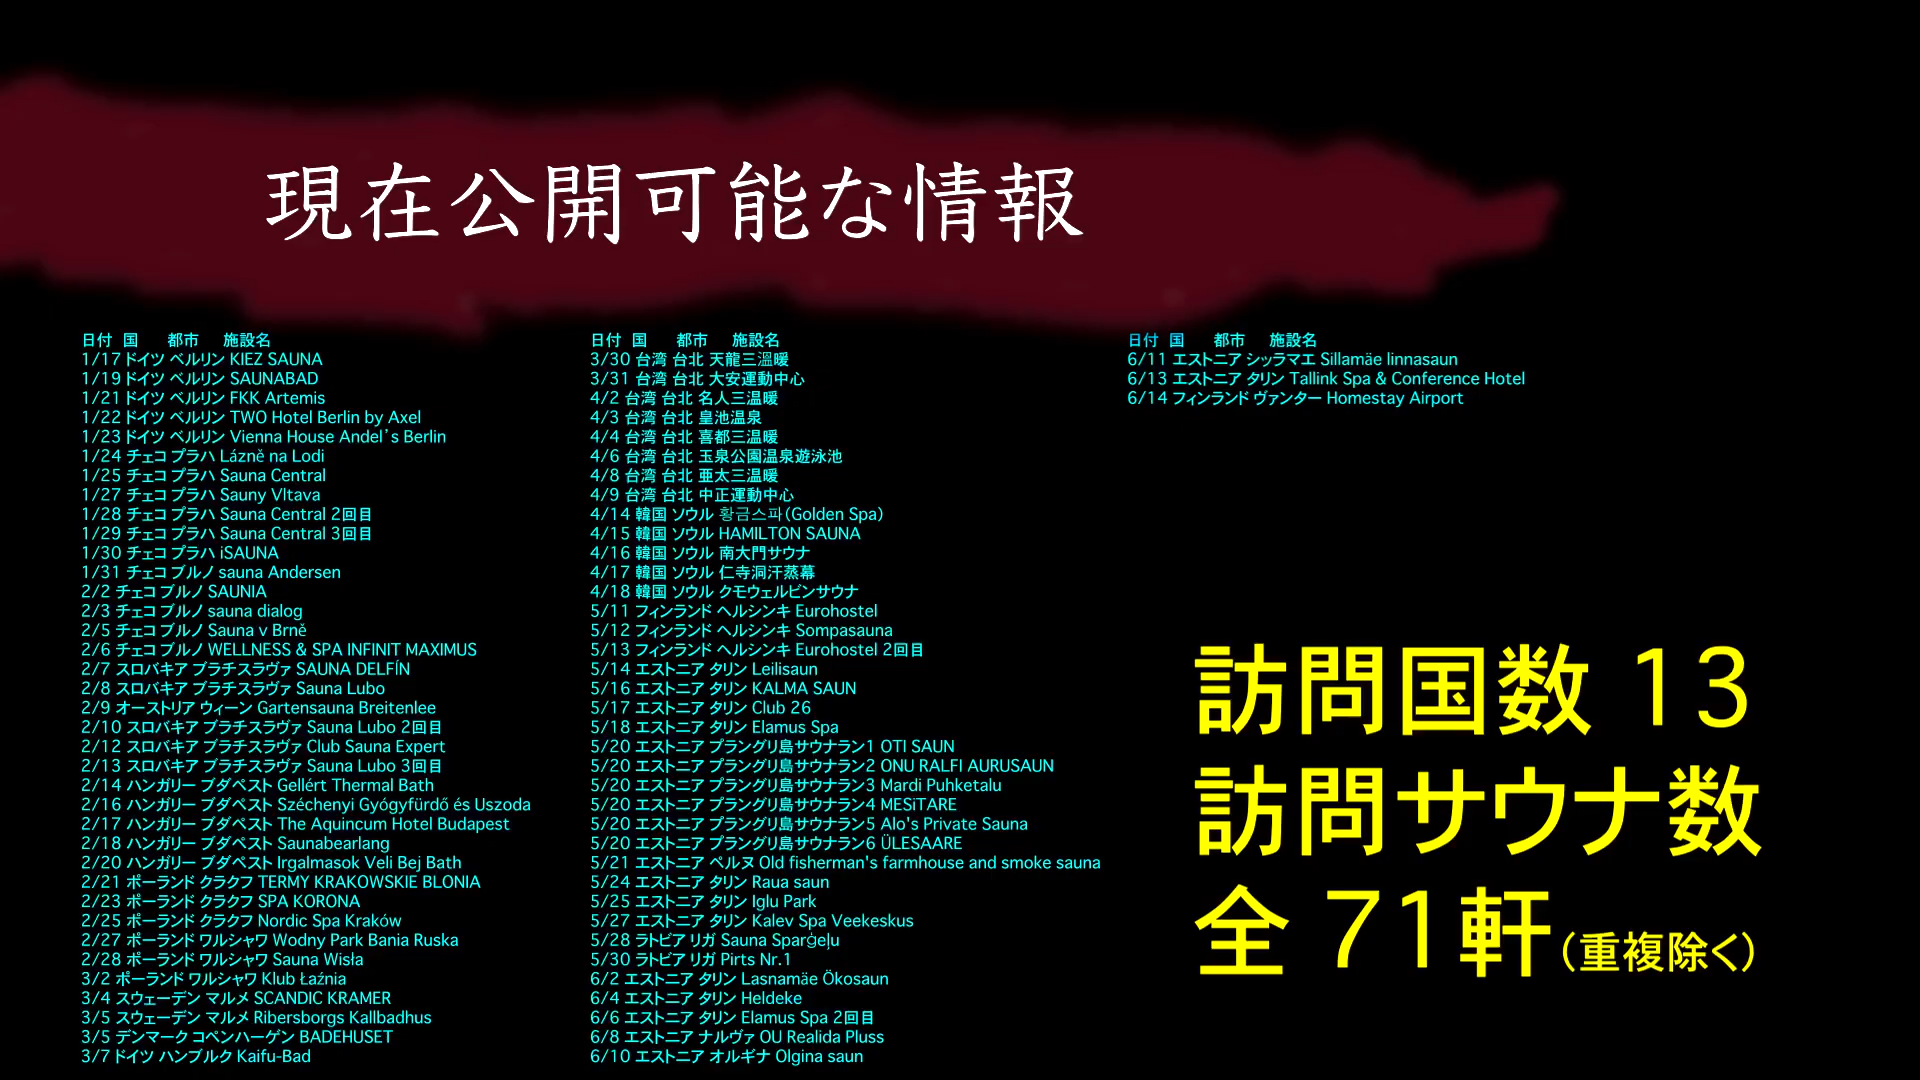 現在公開可能な情報
日付 国 都市 施設名
1/17 ドイツ ベルリン KIEZ SAUNA
1/19 ドイツ ベルリン SAUNABAD
1/21 ドイツ ベルリン FKK Artemis
1/22 ドイツ ベルリン TWO Hotel Berlin by Axel
1/23 ドイツ ベルリン Vienna House Andel's Berlin
1/24 チェコ プラハ Lázně na Lodi
1/25 チェコ プラハ Sauna Central
1/27 チェコ プラハ Sauny Vltava
1/28 チェコ プラハ Sauna Central 2回目
1/29 チェコ プラハ Sauna Central 3回目
1/30 チェコ プラハ iSAUNA
1/31 チェコ ブルノ sauna Andersen
2/2 チェコ ブルノ SAUNIA
2/3 チェコ ブルノ sauna dialog
2/5 チェコ ブルノ Sauna v Brně
2/6 チェコ ブルノ WELLNESS & SPA INFINIT MAXIMUS
2/7 スロバキア ブラチスラヴァ SAUNA DELFÍN
2/8 スロバキア ブラチスラヴァ Sauna Lubo
2/9 オーストリア ウィーン Gartensauna Breitenlee
2/10 スロバキア ブラチスラヴァ Sauna Lubo 2回目
2/12 スロバキア ブラチスラヴァ Club Sauna Expert
2/13 スロバキア ブラチスラヴァ Sauna Lubo 3回目
2/14 ハンガリー ブダペスト Gellért Thermal Bath
2/16 ハンガリー ブダペスト Széchenyi Gyógyfürdő és Uszoda
2/17 ハンガリー ブダペスト The Aquincum Hotel Budapest
2/18 ハンガリー ブダペスト Saunabearlang
2/20 ハンガリー ブダペスト Irgalmasok Veli Bej Bath
2/21 ポーランド クラクフ TERMY KRAKOWSKIE BLONIA
2/23 ポーランド クラクフ SPA KORONA
2/25 ポーランド クラクフ Nordic Spa Kraków
2/27 ポーランド ワルシャワ Wodny Park Bania Ruska
2/28 ポーランド ワルシャワ Sauna Wisła
3/2 ポーランド ワルシャワ Klub Łaźnia
3/4 スウェーデン マルメ SCANDIC KRAMER
3/5 スウェーデン マルメ Ribersborgs Kallbadhus
3/5 デンマーク コペンハーゲン BADEHUSET
3/7 ドイツ ハンブルク Kaifu-Bad
日付 国 都市 施設名
3/30 台湾 台北 天龍三溫暖
3/31 台湾 台北 大安運動中心
4/2 台湾 台北 名人三温暖
4/3 台湾 台北 皇池温泉
4/4 台湾 台北 喜都三温暖
4/6 台湾 台北 玉泉公園温泉遊泳池
4/8 台湾 台北 亜太三温暖
4/9 台湾 台北 中正運動中心
4/14 韓国 ソウル 황금스파(Golden Spa)
4/15 韓国 ソウル HAMILTON SAUNA
4/16 韓国 ソウル 南大門サウナ
4/17 韓国 ソウル 仁寺洞汗蒸幕
4/18 韓国 ソウル クモウェルビンサウナ
5/11 フィンランド ヘルシンキ Eurohostel
5/12 フィンランド ヘルシンキ Sompasauna
5/13 フィンランド ヘルシンキ Eurohostel 2回目
5/14 エストニア タリン Leilisaun
5/16 エストニア タリン KALMA SAUN
5/17 エストニア タリン Club 26
5/18 エストニア タリン Elamus Spa
5/20 エストニア プラングリ島サウナラン1 OTI SAUN
5/20 エストニア プラングリ島サウナラン2 ONU RALFI AURUSAUN
5/20 エストニア プラングリ島サウナラン3 Mardi Puhketalu
5/20 エストニア プラングリ島サウナラン4 MESiTARE
5/20 エストニア プラングリ島サウナラン5 Alo's Private Sauna
5/20 エストニア プラングリ島サウナラン6 ÜLESAARE
5/21 エストニア ペルヌ Old fisherman's farmhouse and smoke sauna
5/24 エストニア タリン Raua saun
5/25 エストニア タリン Iglu Park
5/27 エストニア タリン Kalev Spa Veekeskus
5/28 ラトビア リガ Sauna Sparģeļu
5/30 ラトビア リガ Pirts Nr.1
6/2 エストニア タリン Lasnamäe Ökosaun
6/4 エストニア タリン Heldeke
6/6 エストニア タリン Elamus Spa 2回目
6/8 エストニア ナルヴァ OU Realida Pluss
6/10 エストニア オルギナ Olgina saun
日付 国 都市 施設名
6/11 エストニア シッラマエ Sillamäe linnasaun
6/13 エストニア タリン Tallink Spa & Conference Hotel
6/14 フィンランド ヴァンター Homestay Airport
訪問国数 13
訪問サウナ数
全 71軒(重複除く)